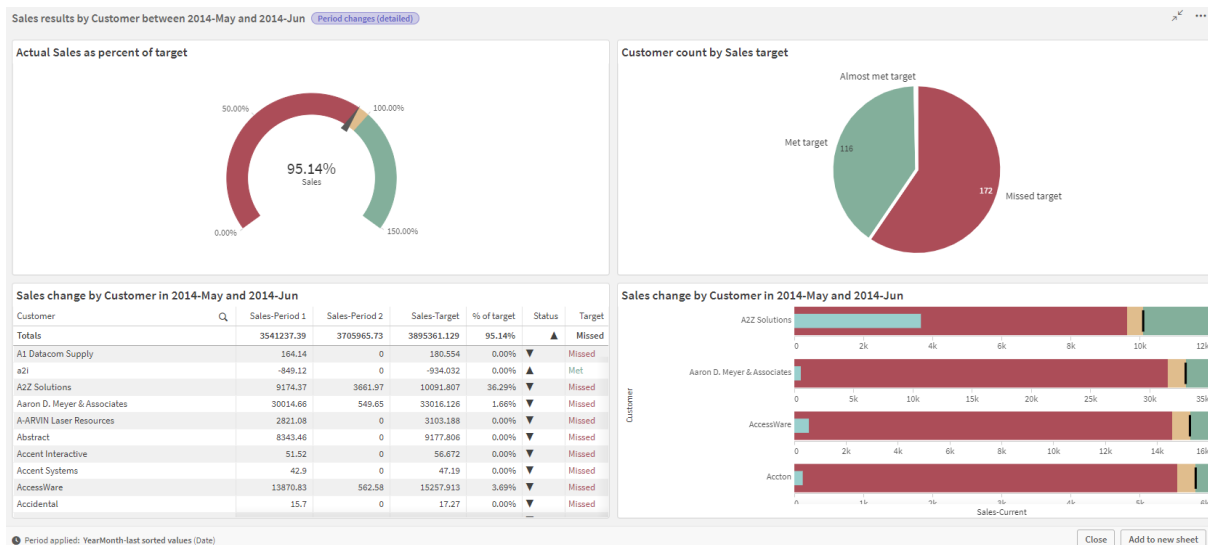 Sales results by Customer between 2014-May and 2014-Jun Period changes (detailed)
Actual Sales as percent of target
50.00%
100.00%
95.14%
Sales
0.00%
150.00%
Customer count by Sales target
Almost met target
Met target
116
172
Missed target
Sales change by Customer in 2014-May and 2014-Jun
Customer Sales-Period 1 Sales-Period 2 Sales-Target % of target Status Target
Totals 3541237.39 3705965.73 3895361.129 95.14% ▲ Missed
A1 Datacom Supply 164.14 0 180.554 0.00% ▼ Missed
a2i -849.12 0 -934.032 0.00% ▲ Met
A2Z Solutions 9174.37 3661.97 10091.807 36.29% ▼ Missed
Aaron D. Meyer & Associates 30014.66 549.65 33016.126 1.66% ▼ Missed
A-ARVIN Laser Resources 2821.08 0 3103.188 0.00% ▼ Missed
Abstract 8343.46 0 9177.806 0.00% ▼ Missed
Accent Interactive 51.52 0 56.672 0.00% ▼ Missed
Accent Systems 42.9 0 47.19 0.00% ▼ Missed
AccessWare 13870.83 562.58 15257.913 3.69% ▼ Missed
Accidental 15.7 0 17.27 0.00% ▼ Missed
Sales change by Customer in 2014-May and 2014-Jun
Customer
A2Z Solutions
0 2k 4k 6k 8k 10k 12k
Aaron D. Meyer & Associates
0 5k 10k 15k 20k 25k 30k 35k
AccessWare
0 2k 4k 6k 8k 10k 12k 14k 16k
Accton
0 1k 2k 3k 4k 5k 6k
Sales-Current
Period applied: YearMonth-last sorted values (Date)
Close Add to new sheet